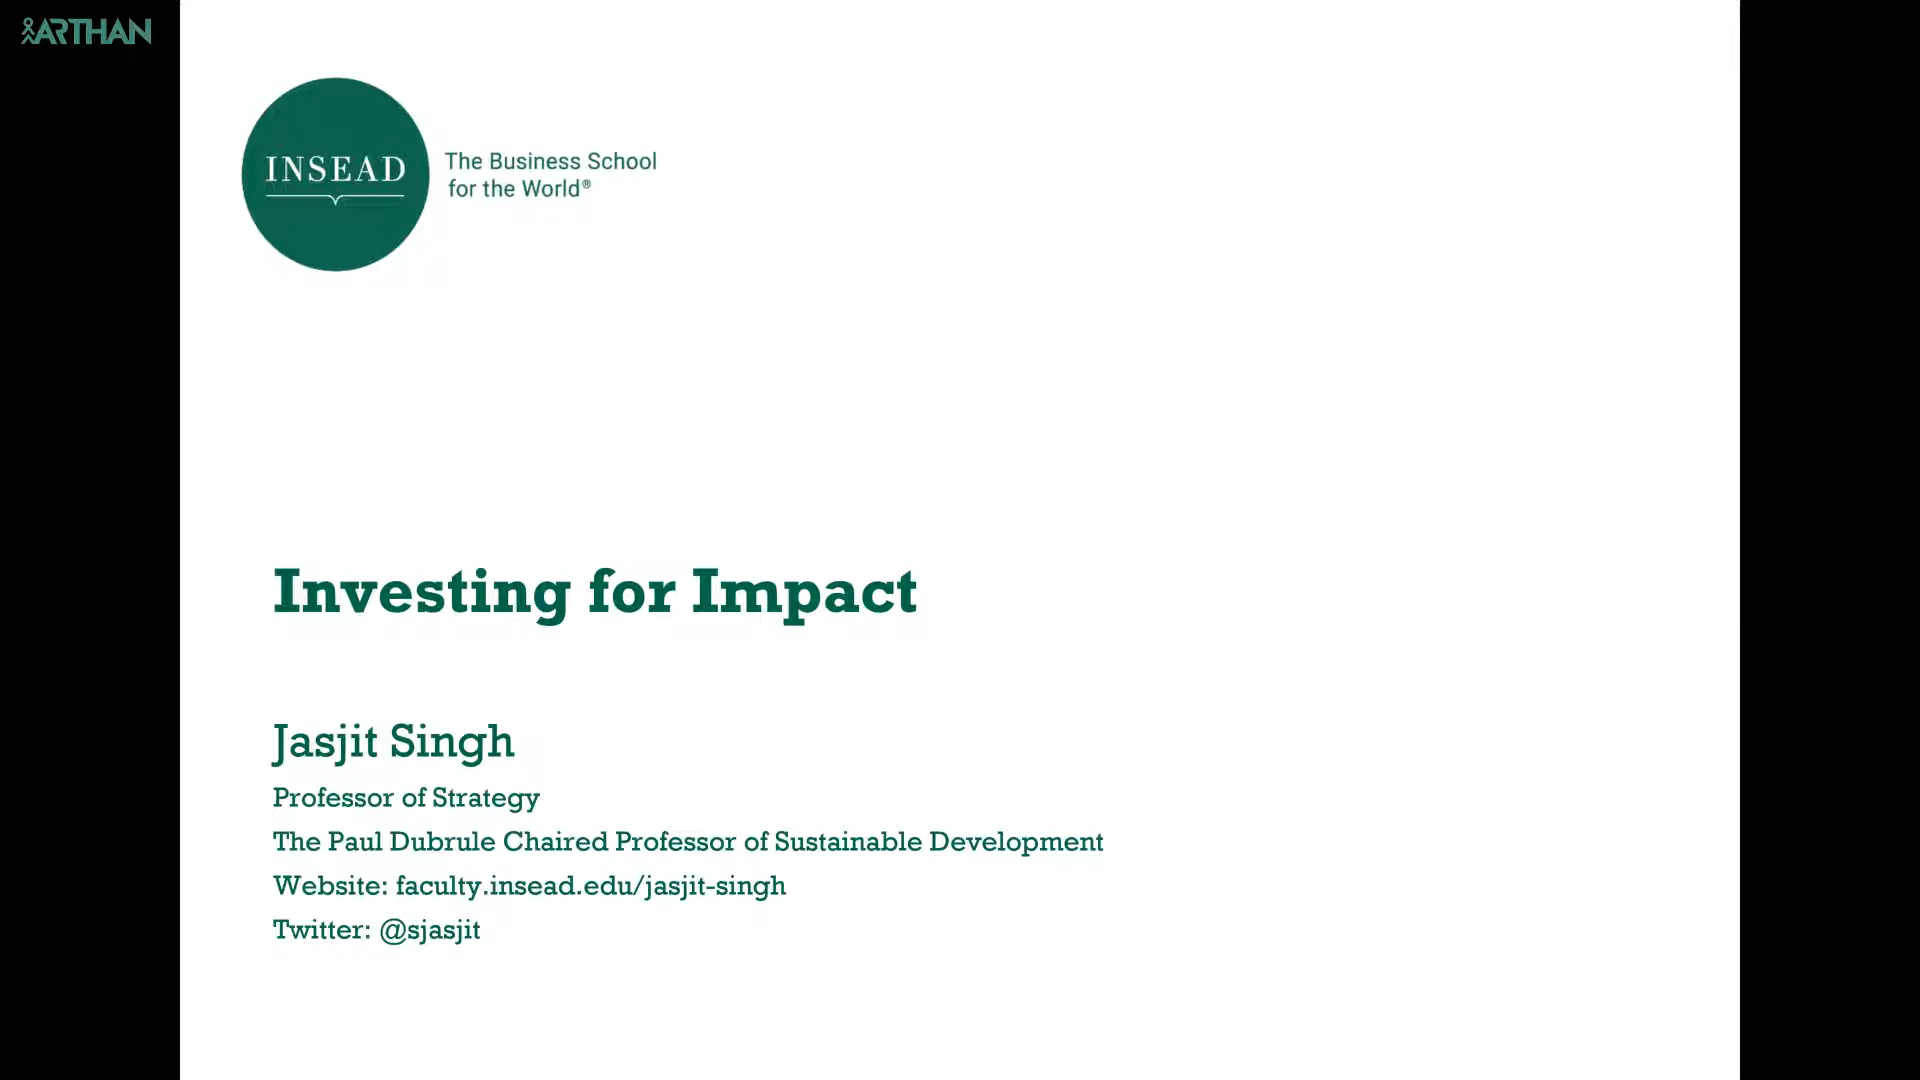 ARTHAN
INSEAD
The Business School
for the World®
Investing for Impact
Jasjit Singh
Professor of Strategy
The Paul Dubrule Chaired Professor of Sustainable Development
Website: faculty.insead.edu/jasjit-singh
Twitter: @sjasjit